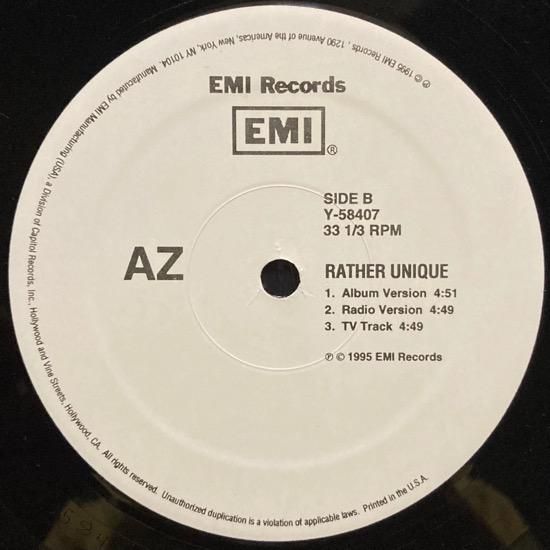 EMI Records
EMI®
SIDE B
Y-58407
33 1/3 RPM
AZ
RATHER UNIQUE
1. Album Version 4:51
2. Radio Version 4:49
3. TV Track 4:49
℗ © 1995 EMI Records
℗ © 1995 EMI Records, 1290 Avenue of the Americas, New York, NY 10104. Manufactured by EMI Manufacturing (USA), a Division of Capitol Records, Inc., Hollywood and Vine Streets, Hollywood, CA. All rights reserved. Unauthorized duplication is a violation of applicable laws. Printed in the U.S.A.